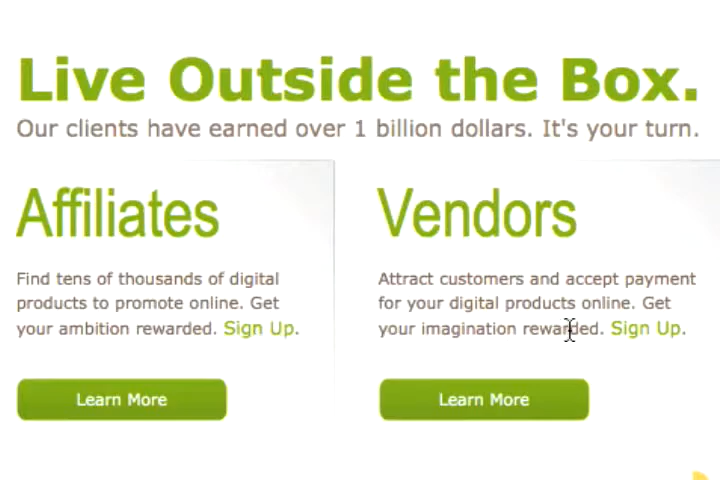 Live Outside the Box.
Our clients have earned over 1 billion dollars. It's your turn.
Affiliates
Find tens of thousands of digital
products to promote online. Get
your ambition rewarded. Sign Up.
Learn More
Vendors
Attract customers and accept payment
for your digital products online. Get
your imagination rewarded. Sign Up.
Learn More